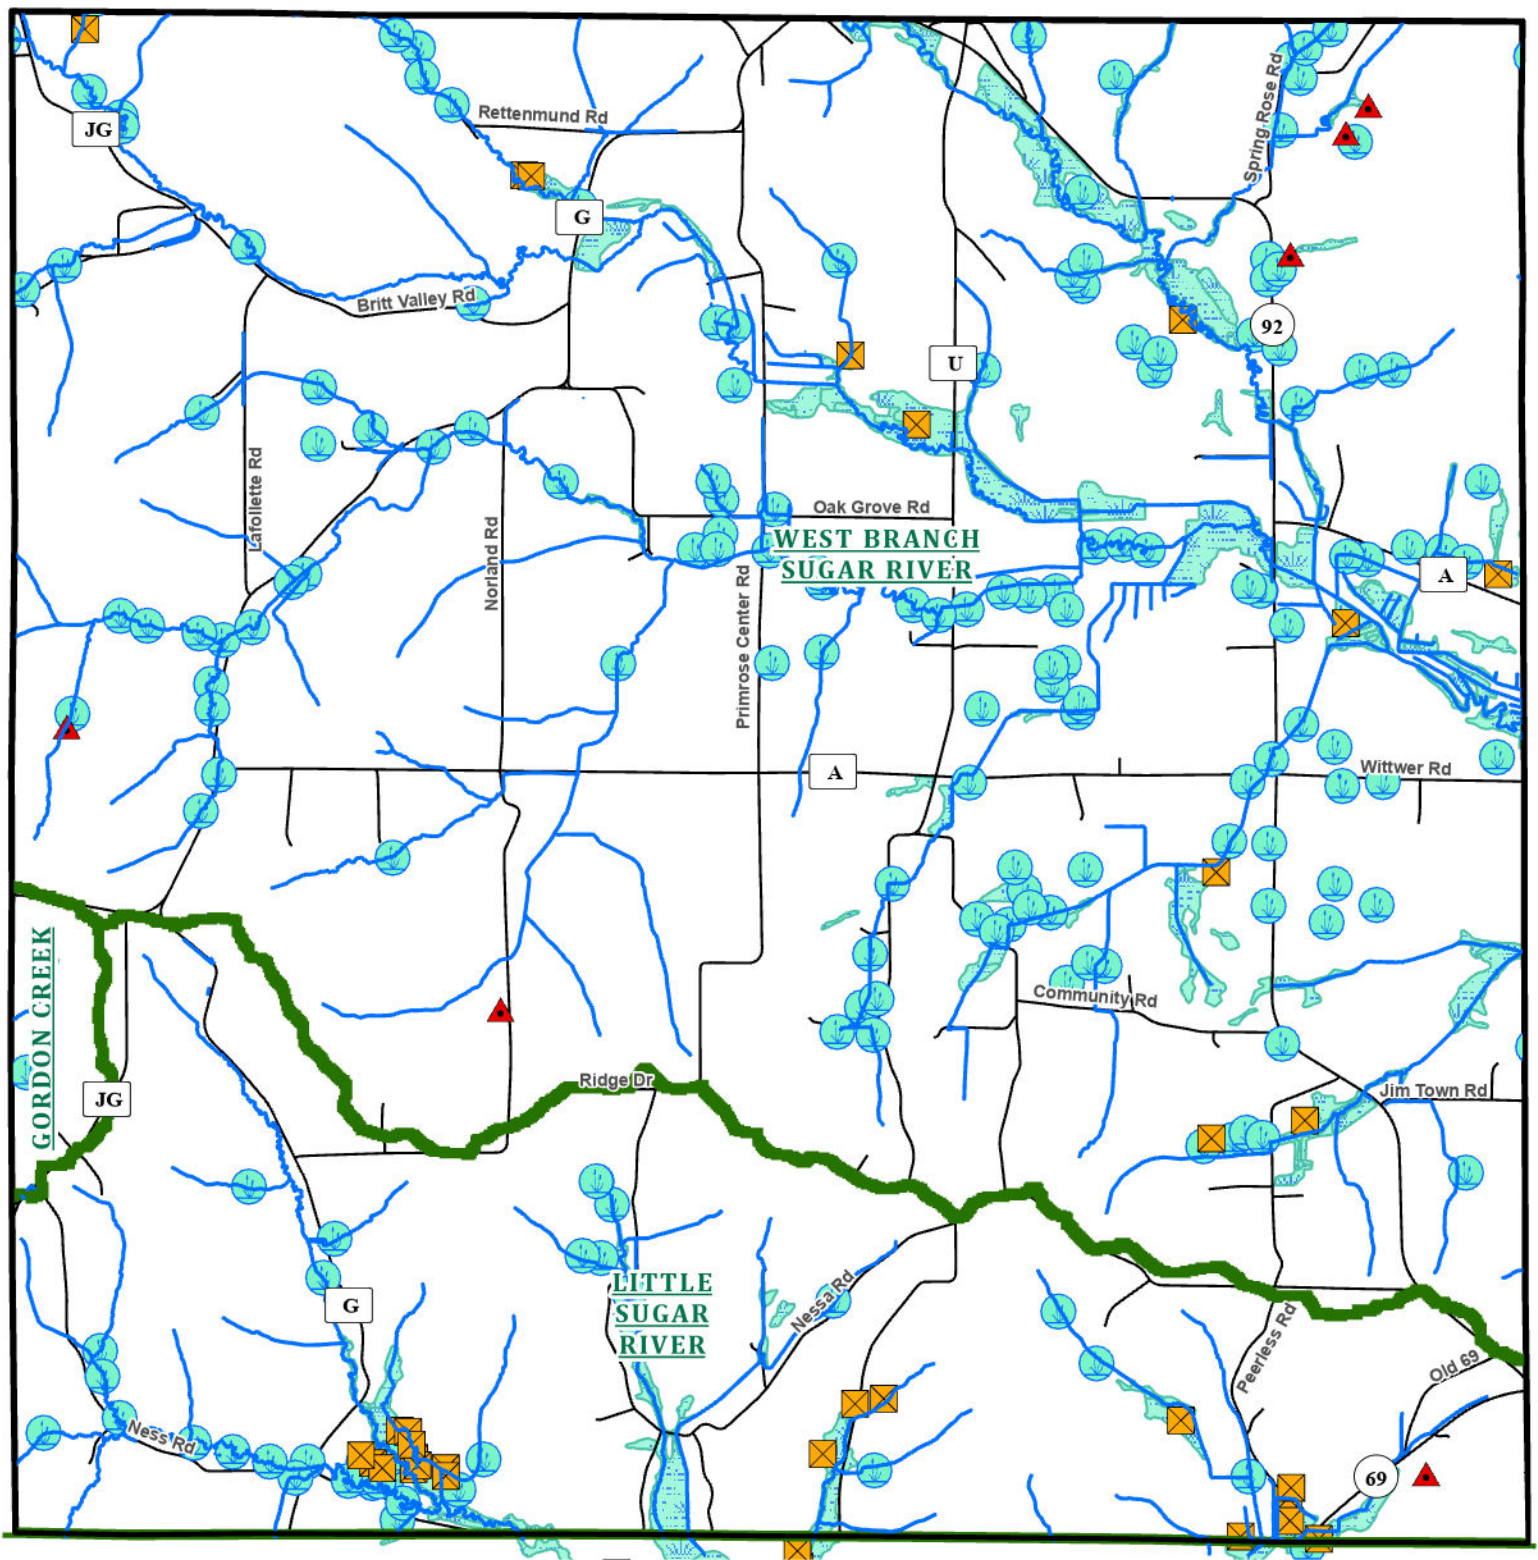 Rettenmund Rd
Spring Rose Rd
JG
G
Britt Valley Rd
92
U
Lafollette Rd
Norland Rd
Oak Grove Rd
WEST BRANCH
SUGAR RIVER
Primrose Center Rd
A
A
Wittwer Rd
GORDON CREEK
Community Rd
Ridge Dr
JG
Jim Town Rd
LITTLE
SUGAR
RIVER
Nessa Rd
G
Peerless Rd
Old 69
Ness Rd
69